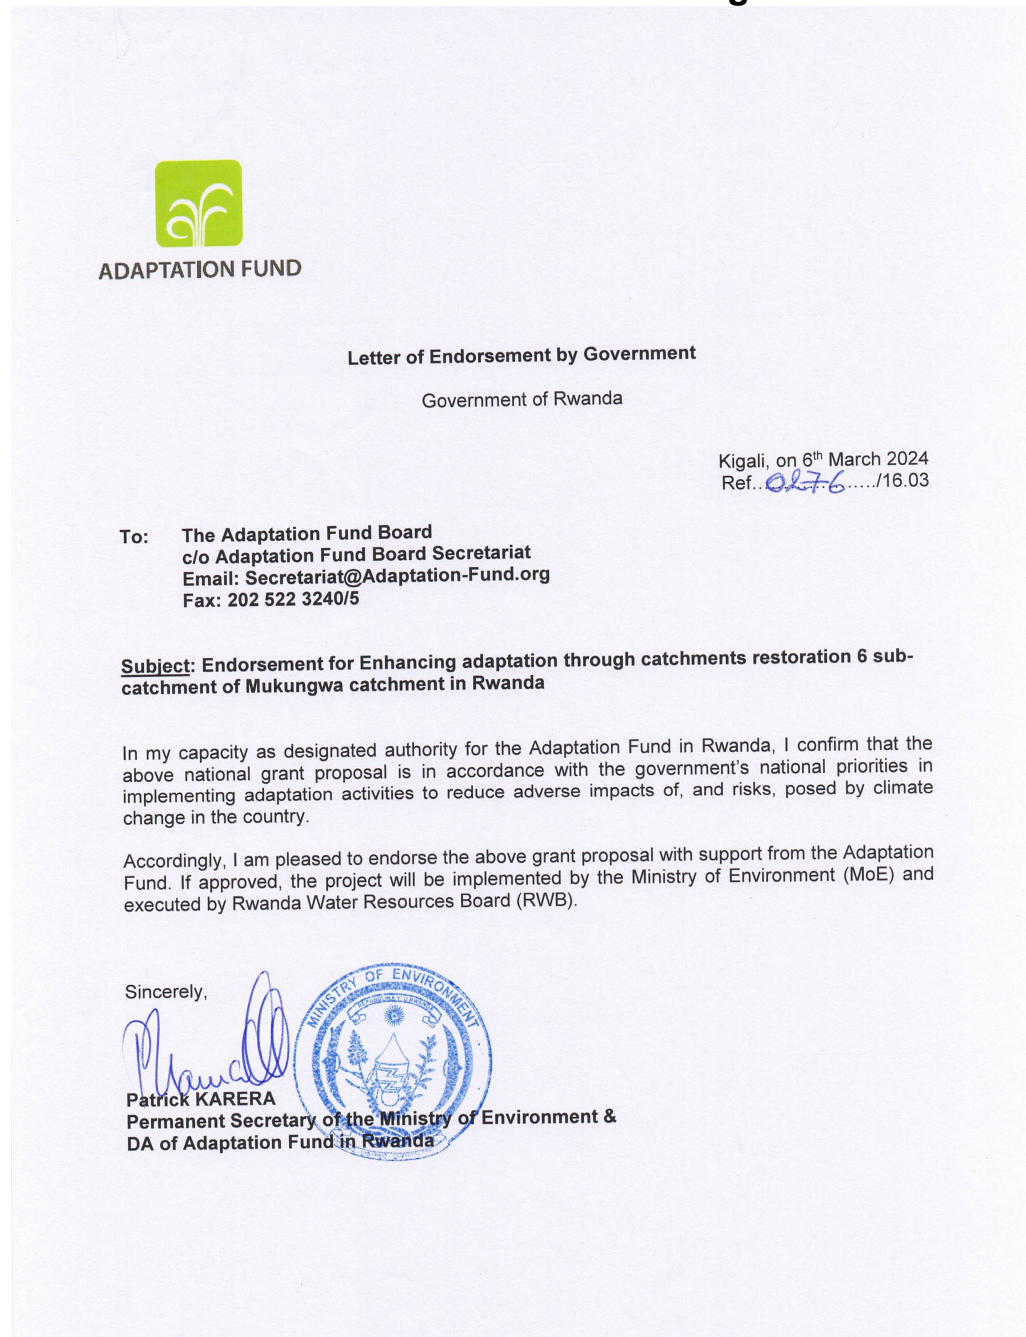 ADAPTATION FUND
Letter of Endorsement by Government
Government of Rwanda
Kigali, on 6th March 2024
Ref..0276...../16.03
To: The Adaptation Fund Board
c/o Adaptation Fund Board Secretariat
Email: Secretariat@Adaptation-Fund.org
Fax: 202 522 3240/5
Subject: Endorsement for Enhancing adaptation through catchments restoration 6 sub-
catchment of Mukungwa catchment in Rwanda
In my capacity as designated authority for the Adaptation Fund in Rwanda, I confirm that the
above national grant proposal is in accordance with the government's national priorities in
implementing adaptation activities to reduce adverse impacts of, and risks, posed by climate
change in the country.
Accordingly, I am pleased to endorse the above grant proposal with support from the Adaptation
Fund. If approved, the project will be implemented by the Ministry of Environment (MoE) and
executed by Rwanda Water Resources Board (RWB).
Sincerely,
MINISTRY OF ENVIRONMENT
Patrick KARERA
Permanent Secretary of the Ministry of Environment &
DA of Adaptation Fund in Rwanda